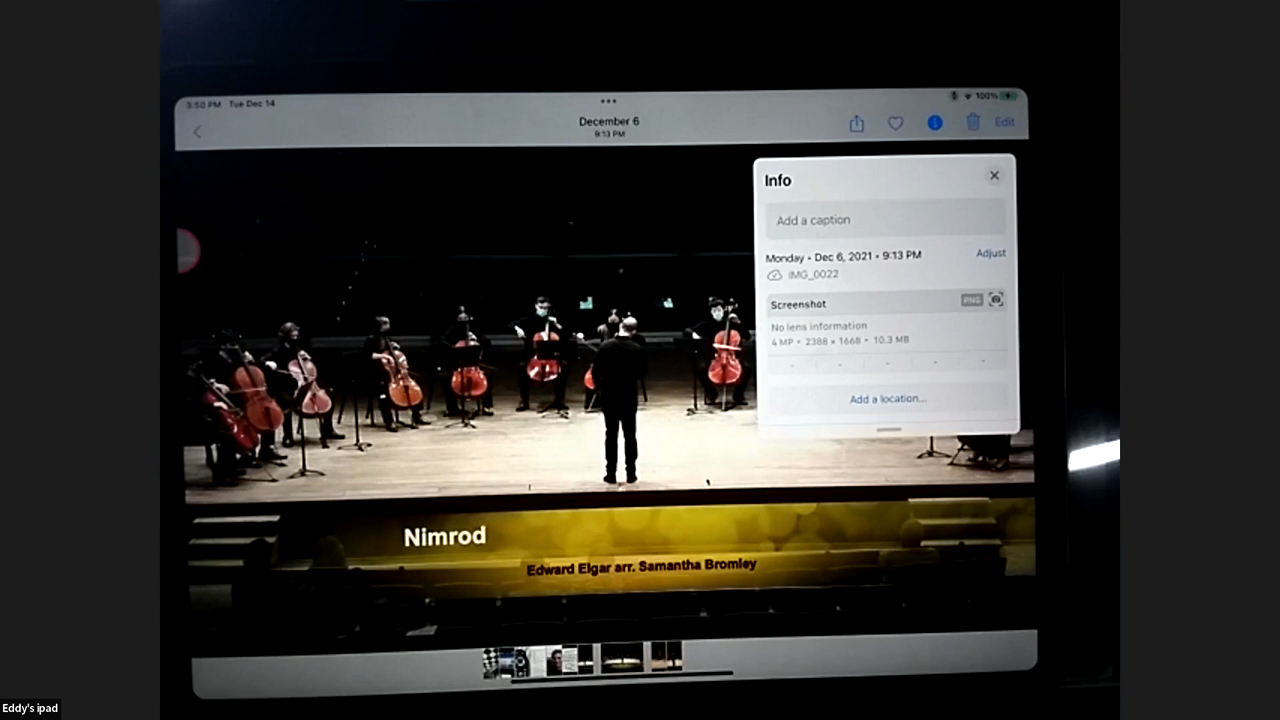 3:50 PM Tue Dec 14
100%
December 6
9:13 PM
Edit
Info
Add a caption
Monday • Dec 6, 2021 • 9:13 PM
Adjust
IMG_0022
Screenshot
PNG
No lens information
4 MP • 2388 × 1668 • 10.3 MB
- - - - -
Add a location...
Nimrod
Edward Elgar arr. Samantha Bromley
Eddy's ipad